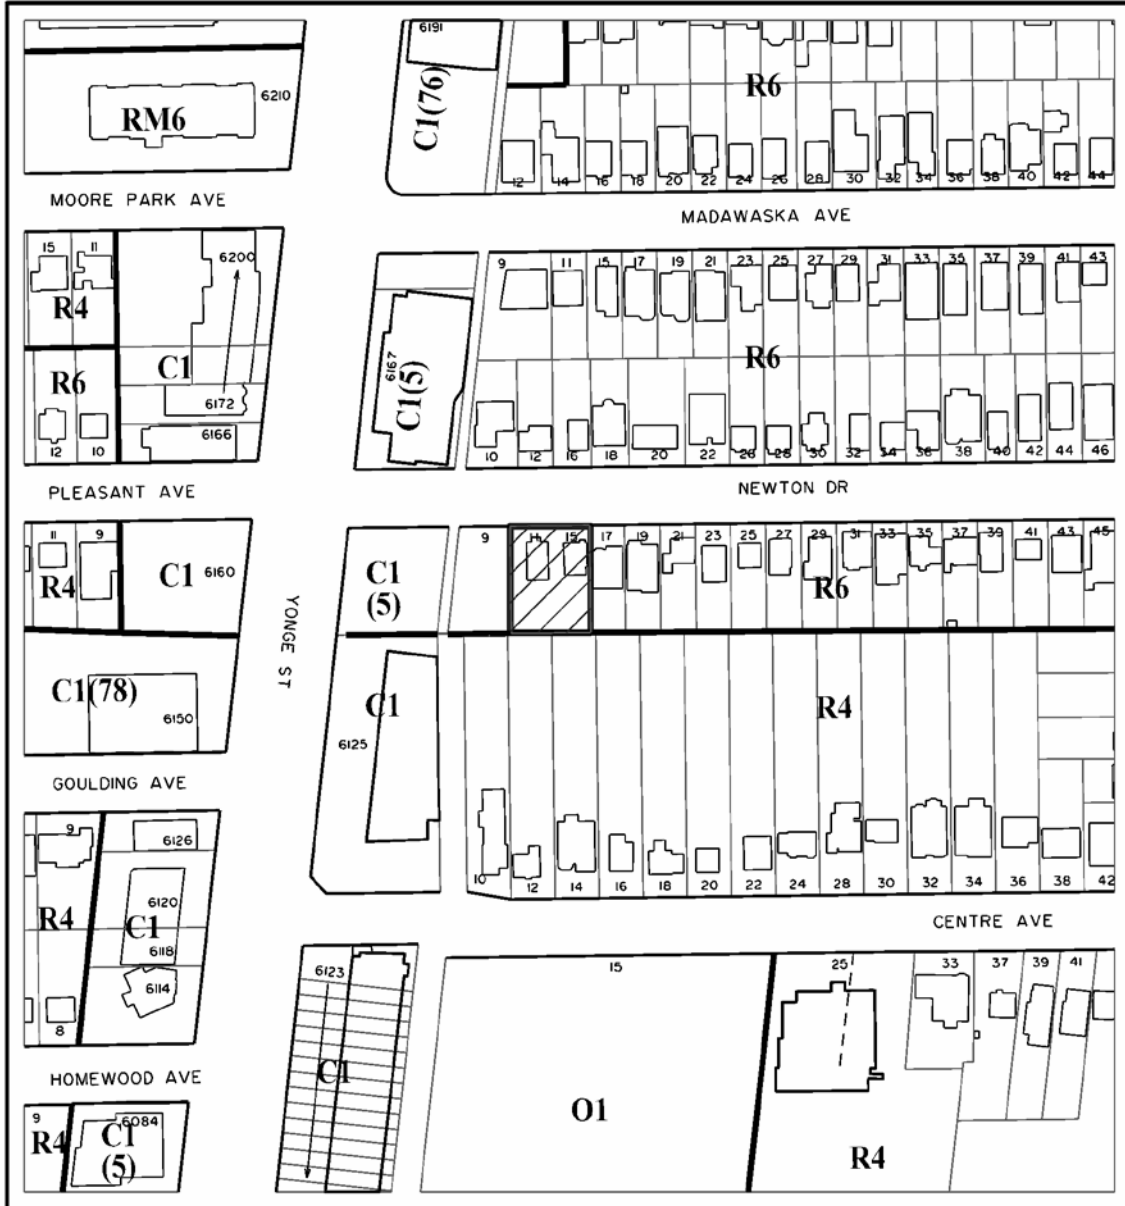 6191
6210
RM6
C1(76)
R6
12 14 16 18 20 22 24 26 28 30 32 34 36 38 40 42 44
MOORE PARK AVE
MADAWASKA AVE
15 11
6200
9 11 15 17 19 21 23 25 27 29 31 33 35 37 39 41 43
R4
C1
6167
C1(5)
R6
R6
6172
12 10
6166
10 12 16 18 20 22 26 28 30 32 34 36 38 40 42 44 46
PLEASANT AVE
NEWTON DR
11 9
R4
C1
6160
C1
(5)
9 11 15 17 19 21 23 25 27 29 31 33 35 37 39 41 43 45
R6
YONGE ST
C1(78)
6150
C1
6125
R4
GOULDING AVE
9
6126
R4
6120
C1
6118
6114
8
10 12 14 16 18 20 22 24 28 30 32 34 36 38 42
CENTRE AVE
6123
C1
15
25 33 37 39 41
HOMEWOOD AVE
O1
R4
9
R4
6084
C1
(5)